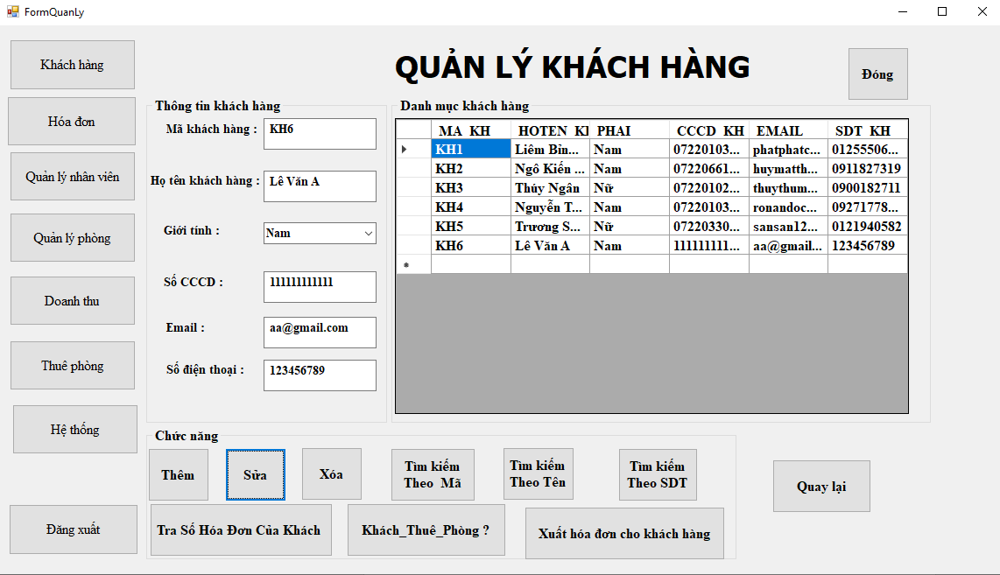 FormQuanLy
Khách hàng
Hóa đơn
Quản lý nhân viên
Quản lý phòng
Doanh thu
Thuê phòng
Hệ thống
Đăng xuất
QUẢN LÝ KHÁCH HÀNG
Đóng
Thông tin khách hàng
Mã khách hàng : KH6
Họ tên khách hàng : Lê Văn A
Giới tính : Nam
Số CCCD : 111111111111
Email : aa@gmail.com
Số điện thoại : 123456789
Danh mục khách hàng
MA_KH HOTEN_KH PHAI CCCD_KH EMAIL SDT_KH
KH1 Liêm Bỉn... Nam 07220103... phatphatc... 01255506...
KH2 Ngô Kiến ... Nam 07220661... huymatth... 0911827319
KH3 Thúy Ngân Nữ 07220102... thuythum... 0900182711
KH4 Nguyễn T... Nam 07220103... ronandoc... 09271778...
KH5 Trương S... Nữ 07220330... sansan12... 0121940582
KH6 Lê Văn A Nam 111111111... aa@gmail... 123456789
Chức năng
Thêm
Sửa
Xóa
Tìm kiếm
Theo Mã
Tìm kiếm
Theo Tên
Tìm kiếm
Theo SDT
Tra Số Hóa Đơn Của Khách
Khách_Thuê_Phòng ?
Xuất hóa đơn cho khách hàng
Quay lại